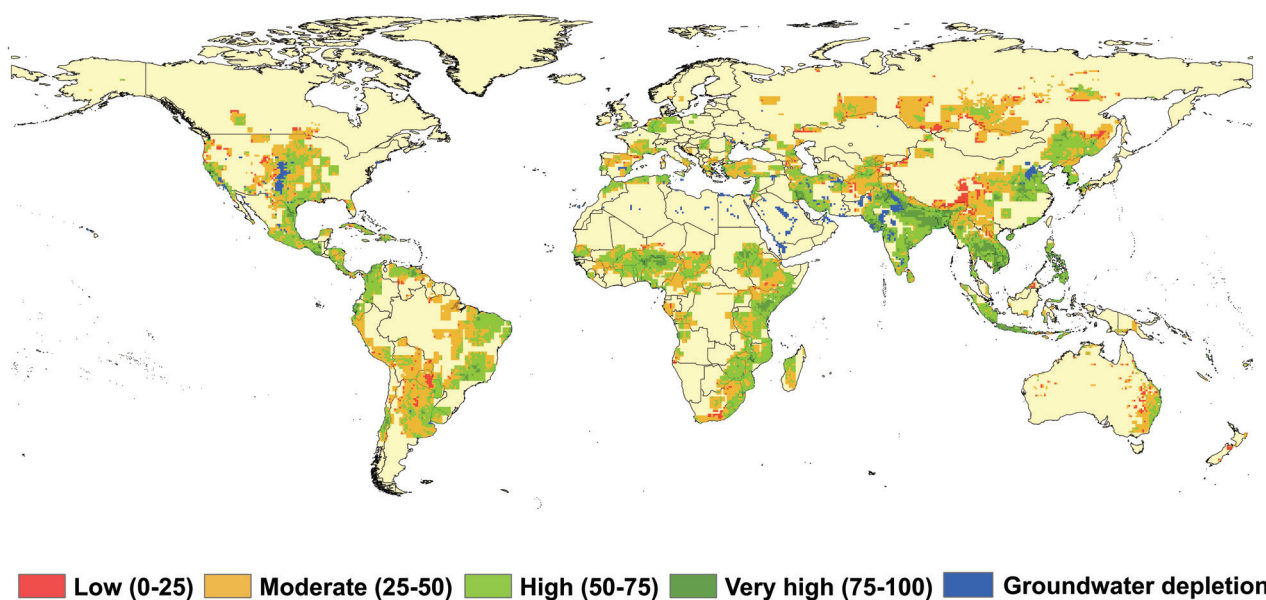 Low (0-25) Moderate (25-50) High (50-75) Very high (75-100) Groundwater depletion